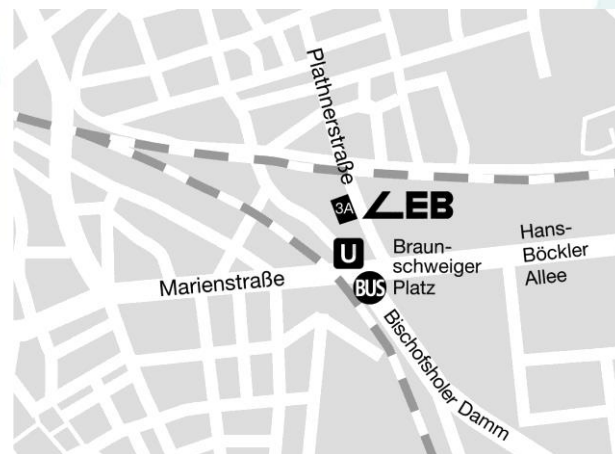 Plathnerstraße
3A
LEB
U
Braun-
schweiger
Platz
Hans-
Böckler
Allee
Marienstraße
BUS
Bischofsholer Damm